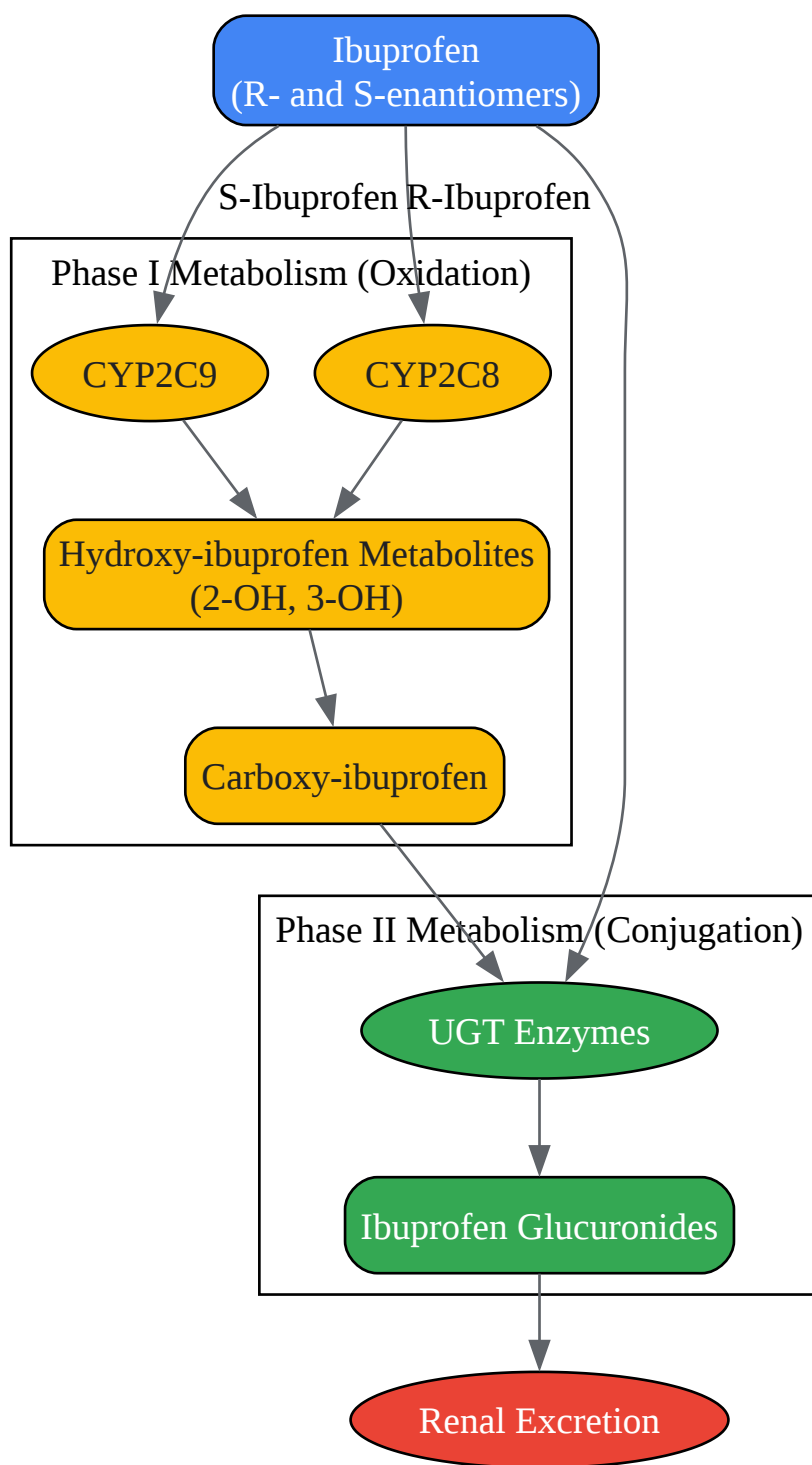 Ibuprofen
(R- and S-enantiomers)
S-Ibuprofen
R-Ibuprofen
Phase I Metabolism (Oxidation)
CYP2C9
CYP2C8
Hydroxy-ibuprofen Metabolites
(2-OH, 3-OH)
Carboxy-ibuprofen
Phase II Metabolism (Conjugation)
UGT Enzymes
Ibuprofen Glucuronides
Renal Excretion